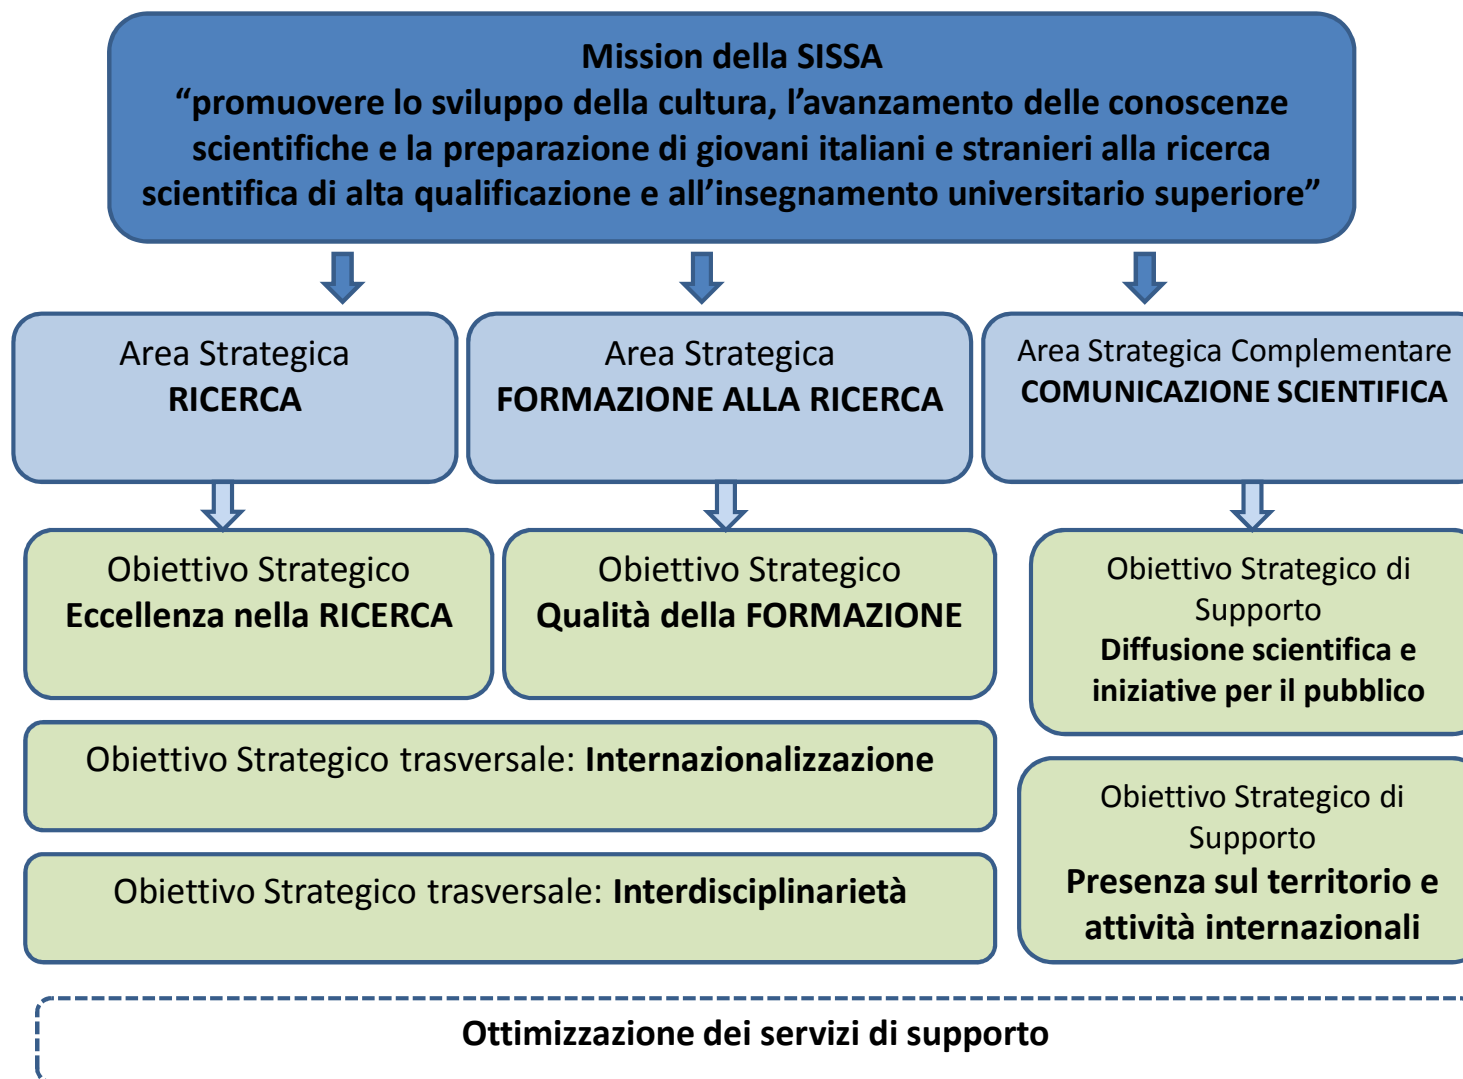 Mission della SISSA
“promuovere lo sviluppo della cultura, l’avanzamento delle conoscenze
scientifiche e la preparazione di giovani italiani e stranieri alla ricerca
scientifica di alta qualificazione e all’insegnamento universitario superiore”
Area Strategica
RICERCA
Area Strategica
FORMAZIONE ALLA RICERCA
Area Strategica Complementare
COMUNICAZIONE SCIENTIFICA
Obiettivo Strategico
Eccellenza nella RICERCA
Obiettivo Strategico
Qualità della FORMAZIONE
Obiettivo Strategico di
Supporto
Diffusione scientifica e
iniziative per il pubblico
Obiettivo Strategico trasversale: Internazionalizzazione
Obiettivo Strategico trasversale: Interdisciplinarietà
Obiettivo Strategico di
Supporto
Presenza sul territorio e
attività internazionali
Ottimizzazione dei servizi di supporto